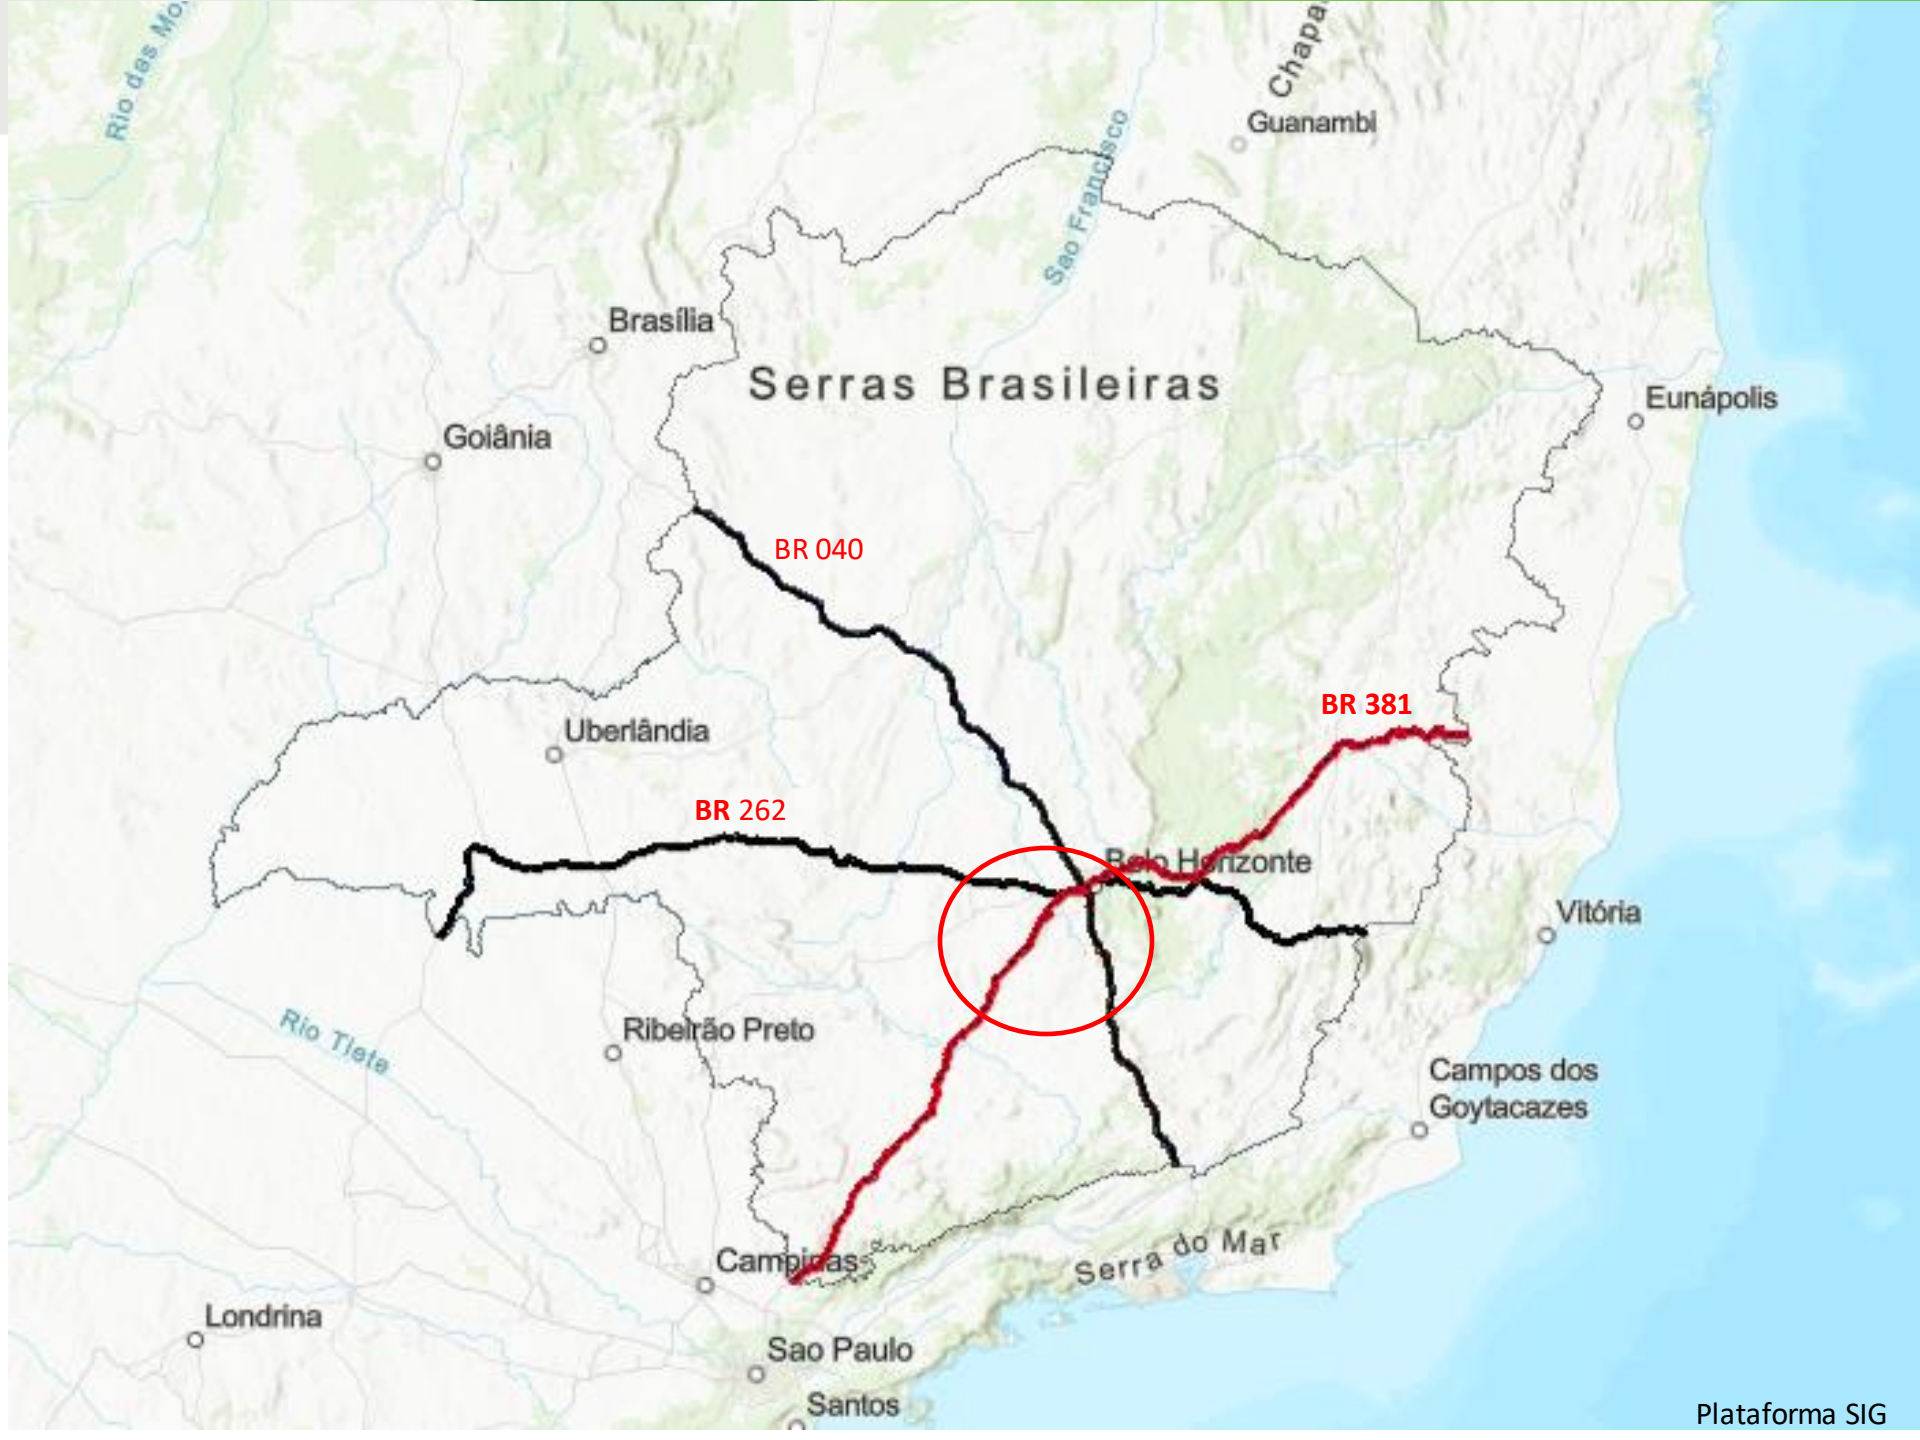 Rio das Mo
Chapa
Guanambi
Sao Francisco
Brasília
Serras Brasileiras
Eunápolis
Goiânia
BR 040
BR 381
Uberlândia
BR 262
Belo Horizonte
Vitória
Rio Tiete
Ribeirão Preto
Campos dos
Goytacazes
Serra do Mar
Campinas
Londrina
Sao Paulo
Santos
Plataforma SIG